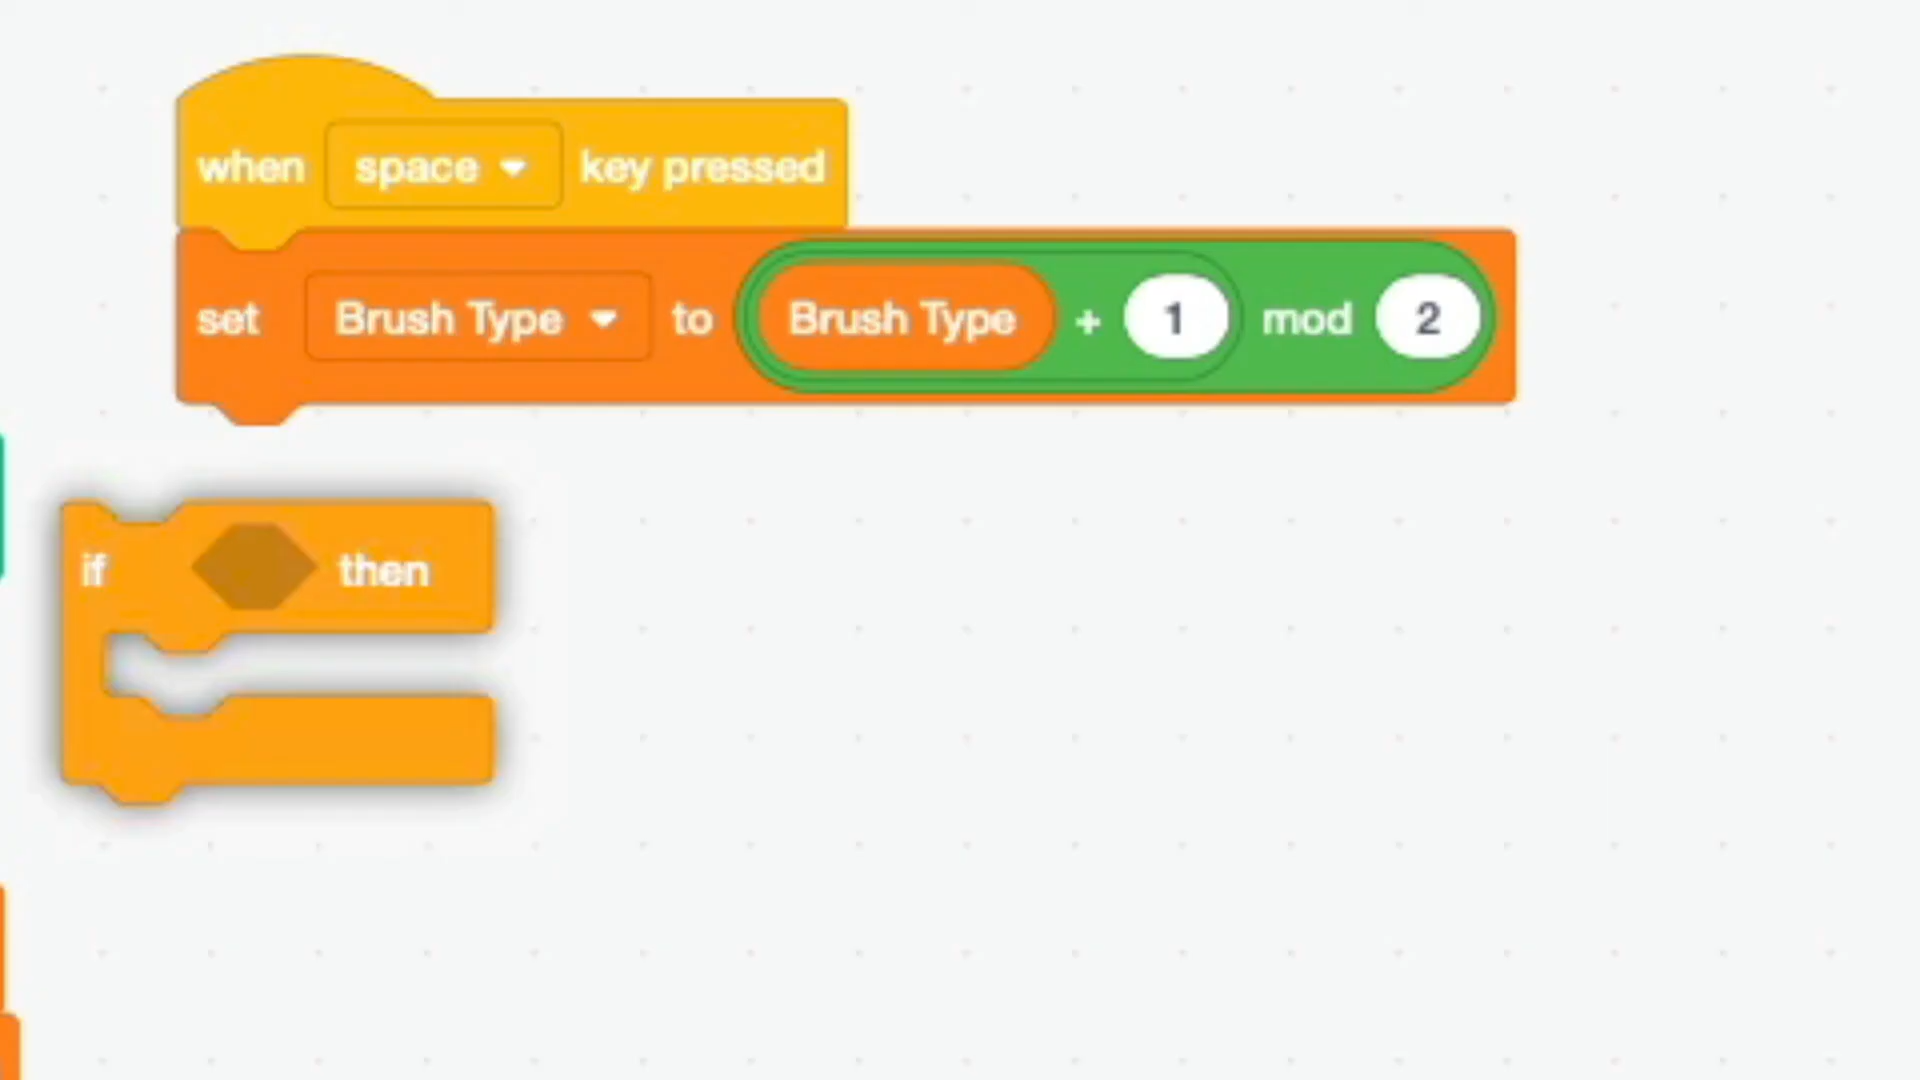 when space key pressed
set Brush Type to Brush Type + 1 mod 2
if then